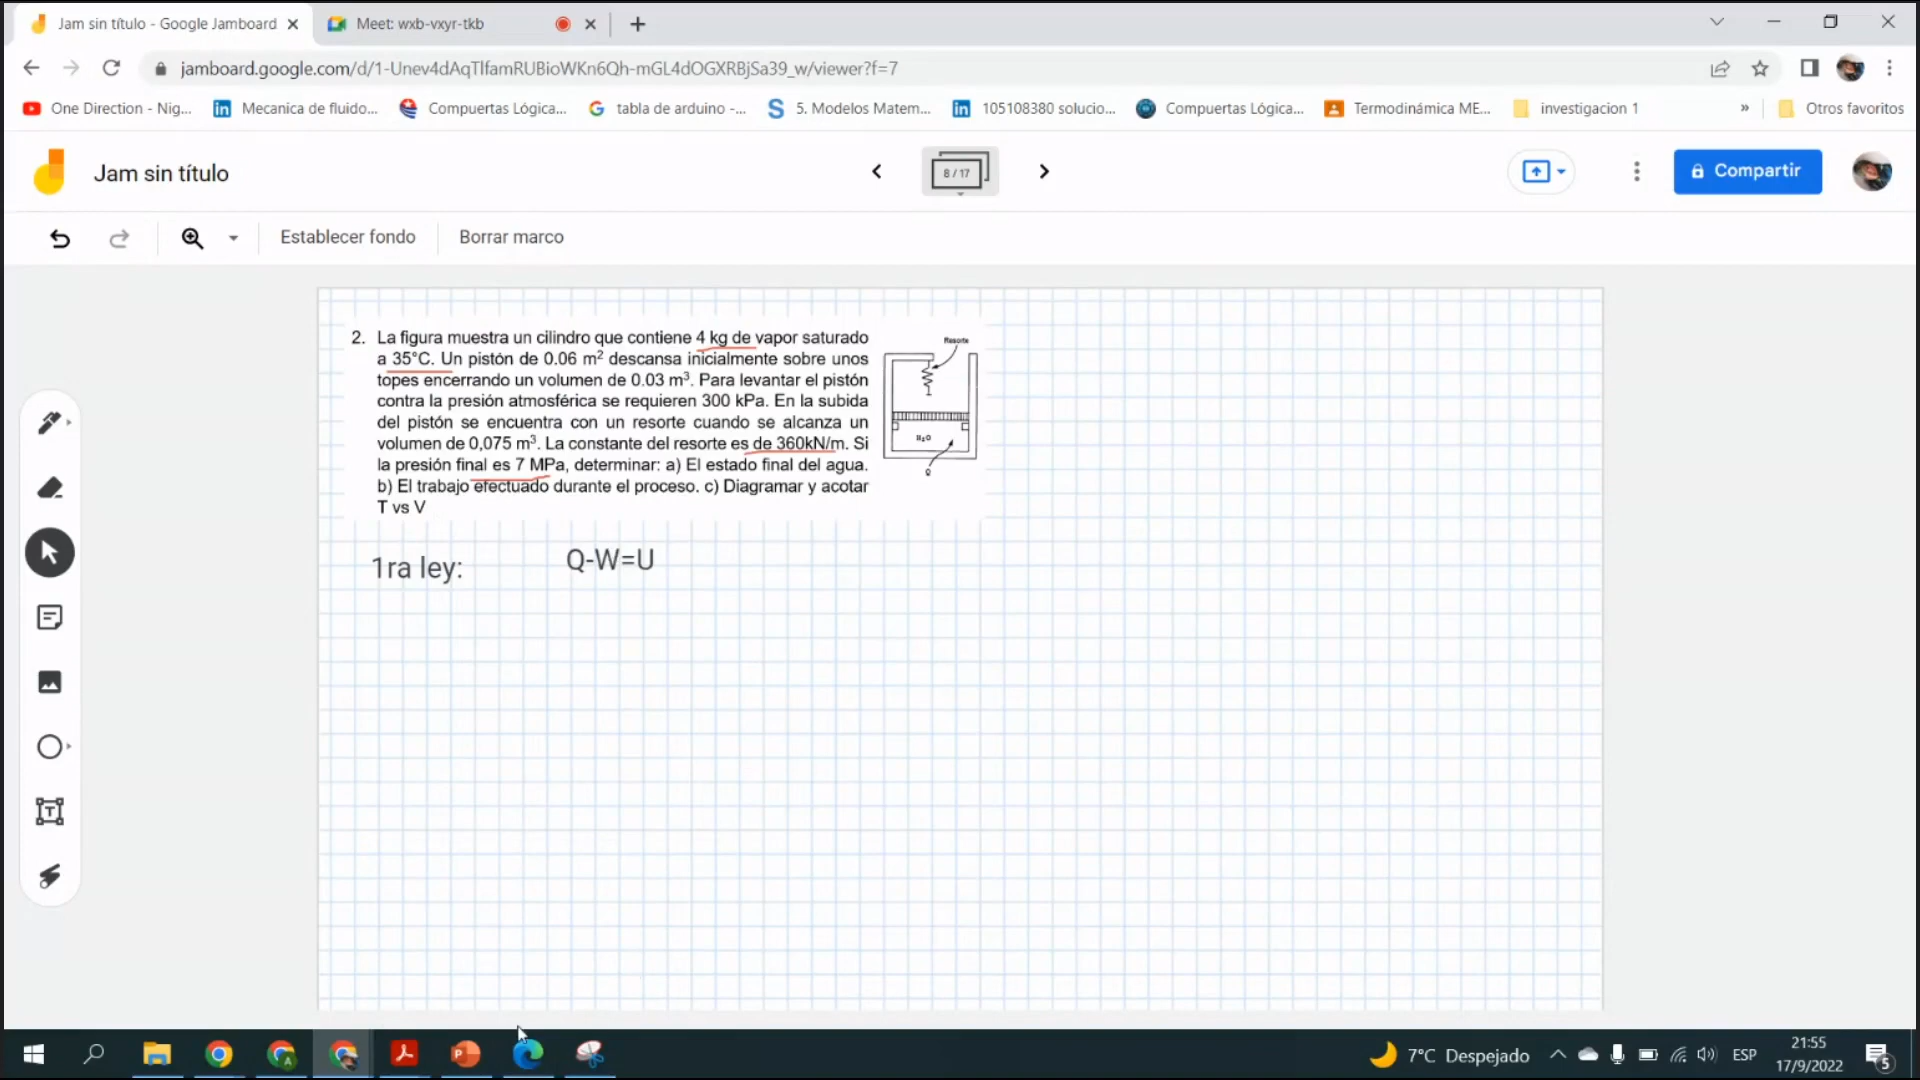 Jam sin título - Google Jamboard
Meet: wxb-vxyr-tkb
jamboard.google.com/d/1-Unev4dAqTlfamRUBioWKn6Qh-mGL4dOGXRBjSa39_w/viewer?f=7
One Direction - Nig...
Mecanica de fluido...
Compuertas Lógica...
tabla de arduino -...
5. Modelos Matem...
105108380 solucio...
Compuertas Lógica...
Termodinámica ME...
investigacion 1
»
Otros favoritos
Jam sin título
8 / 17
Compartir
Establecer fondo
Borrar marco
2. La figura muestra un cilindro que contiene 4 kg de vapor saturado
a 35°C. Un pistón de 0.06 m² descansa inicialmente sobre unos
topes encerrando un volumen de 0.03 m³. Para levantar el pistón
contra la presión atmosférica se requieren 300 kPa. En la subida
del pistón se encuentra con un resorte cuando se alcanza un
volumen de 0,075 m³. La constante del resorte es de 360kN/m. Si
la presión final es 7 MPa, determinar: a) El estado final del agua.
b) El trabajo efectuado durante el proceso. c) Diagramar y acotar
T vs V
Resorte
H₂O
Q
1ra ley:
Q-W=U
7°C Despejado
ESP
21:55
17/9/2022
5